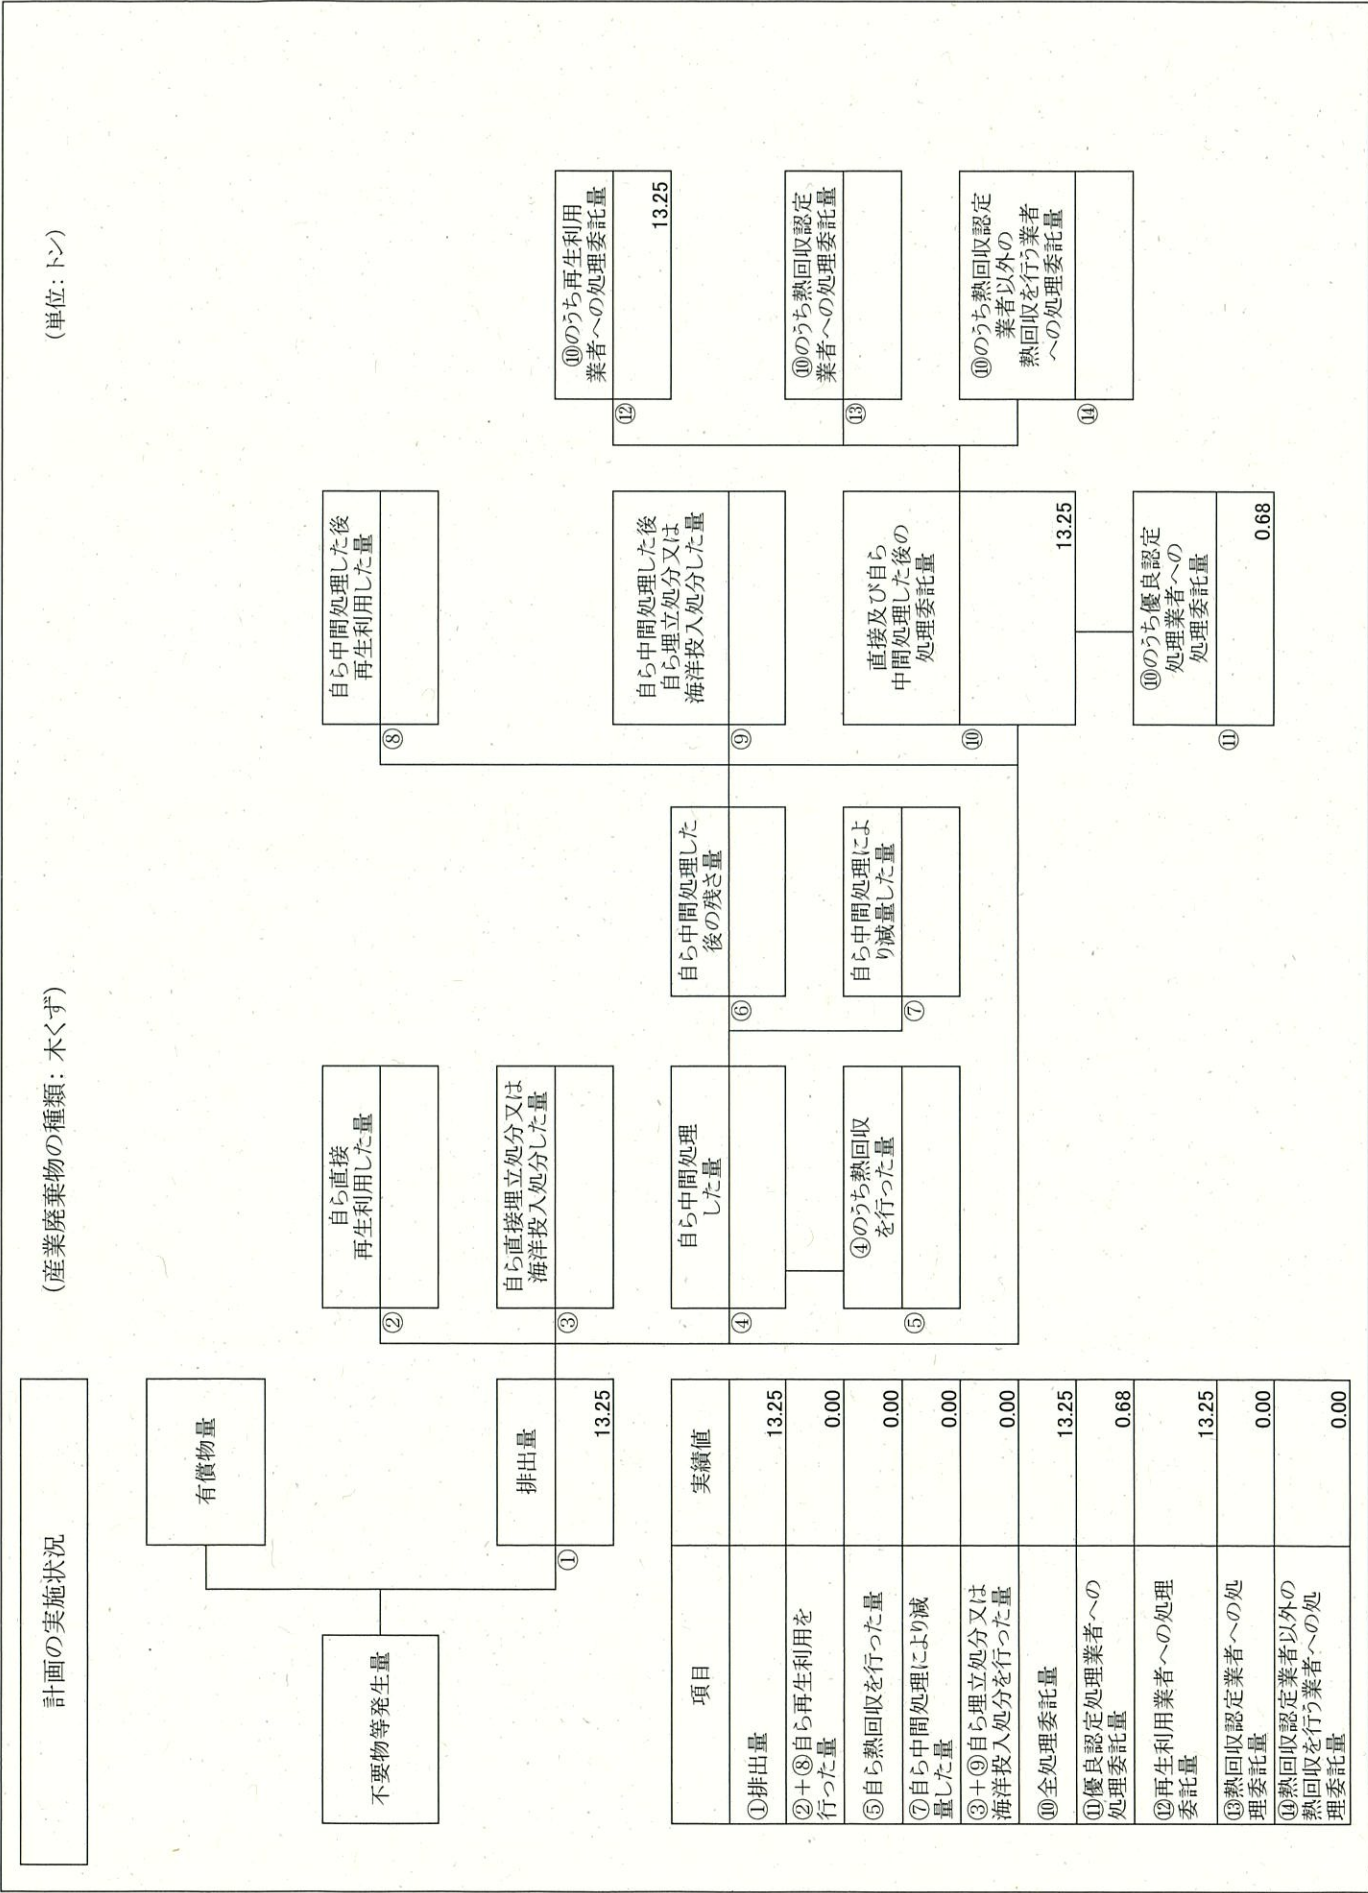 計画の実施状況
(産業廃棄物の種類: 木くず)
(単位: トン)
不要物等発生量
有償物量
①
排出量
13.25
②
自ら直接
再生利用した量
③
自ら直接埋立処分又は
海洋投入処分した量
④
自ら中間処理
した量
⑤
④のうち熱回収
を行った量
⑥
自ら中間処理した
後の残さ量
⑦
自ら中間処理によ
り減量した量
⑧
自ら中間処理した後
再生利用した量
⑨
自ら中間処理した後
自ら埋立処分又は
海洋投入処分した量
⑩
直接及び自ら
中間処理した後の
処理委託量
13.25
⑪
⑩のうち優良認定
処理業者への
処理委託量
0.68
⑫
⑩のうち再生利用
業者への処理委託量
13.25
⑬
⑩のうち熱回収認定
業者への処理委託量
⑭
⑩のうち熱回収認定
業者以外の
熱回収を行う業者
への処理委託量
項目 実績値
①排出量 13.25
②+⑧自ら再生利用を
行った量 0.00
⑤自ら熱回収を行った量 0.00
⑦自ら中間処理により減
量した量 0.00
③+⑨自ら埋立処分又は
海洋投入処分を行った量 0.00
⑩全処理委託量 13.25
⑪優良認定処理業者への
処理委託量 0.68
⑫再生利用業者への処理
委託量 13.25
⑬熱回収認定業者への処
理委託量 0.00
⑭熱回収認定業者以外の
熱回収を行う業者への処
理委託量 0.00